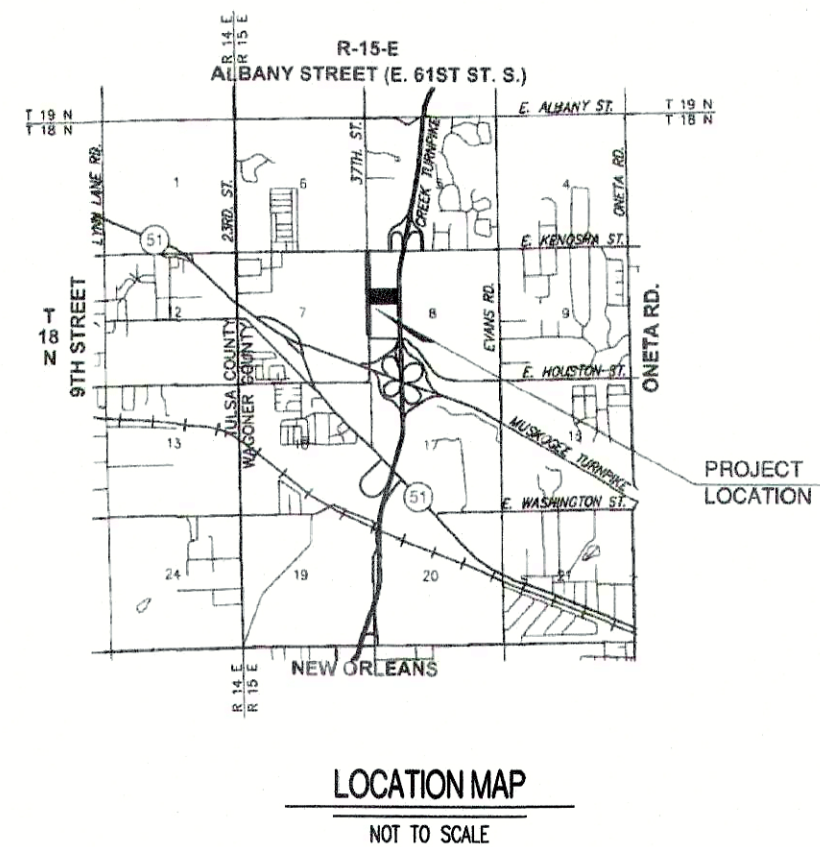 R 14 E
R 15 E
R-15-E
ALBANY STREET (E. 61ST ST. S.)
T 19 N
T 18 N
E. ALBANY ST.
T 19 N
T 18 N
LYNN LANE RD.
23RD. ST.
37TH. ST.
CREEK TURNPIKE
ONETA RD.
1
6
4
51
E. KENOSHA ST.
T
18
N
9TH STREET
12
7
8
EVANS RD.
9
ONETA RD.
TULSA COUNTY
WAGONER COUNTY
E. HOUSTON ST.
13
18
17
MUSKOGEE TURNPIKE
PROJECT
LOCATION
51
E. WASHINGTON ST.
24
19
20
21
NEW ORLEANS
R 14 E
R 15 E
LOCATION MAP
NOT TO SCALE